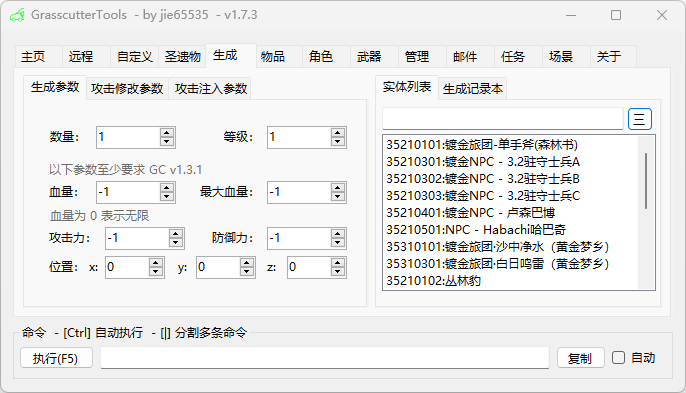 GrasscutterTools - by jie65535 - v1.7.3
主页 远程 自定义 圣遗物 生成 物品 角色 武器 管理 邮件 任务 场景 关于
生成参数 攻击修改参数 攻击注入参数
数量: 1 等级: 1
以下参数至少要求 GC v1.3.1
血量: -1 最大血量: -1
血量为 0 表示无限
攻击力: -1 防御力: -1
位置: x: 0 y: 0 z: 0
实体列表 生成记录本
三
35210101:镀金旅团-单手斧(森林书)
35210301:镀金NPC - 3.2驻守士兵A
35210302:镀金NPC - 3.2驻守士兵B
35210303:镀金NPC - 3.2驻守士兵C
35210401:镀金NPC - 卢森巴博
35210501:NPC - Habachi哈巴奇
35310101:镀金旅团·沙中净水（黄金梦乡）
35310301:镀金旅团·白日鸣雷（黄金梦乡）
35210102:丛林豹
命令 - [Ctrl] 自动执行 - [|] 分割多条命令
执行(F5) 复制 自动